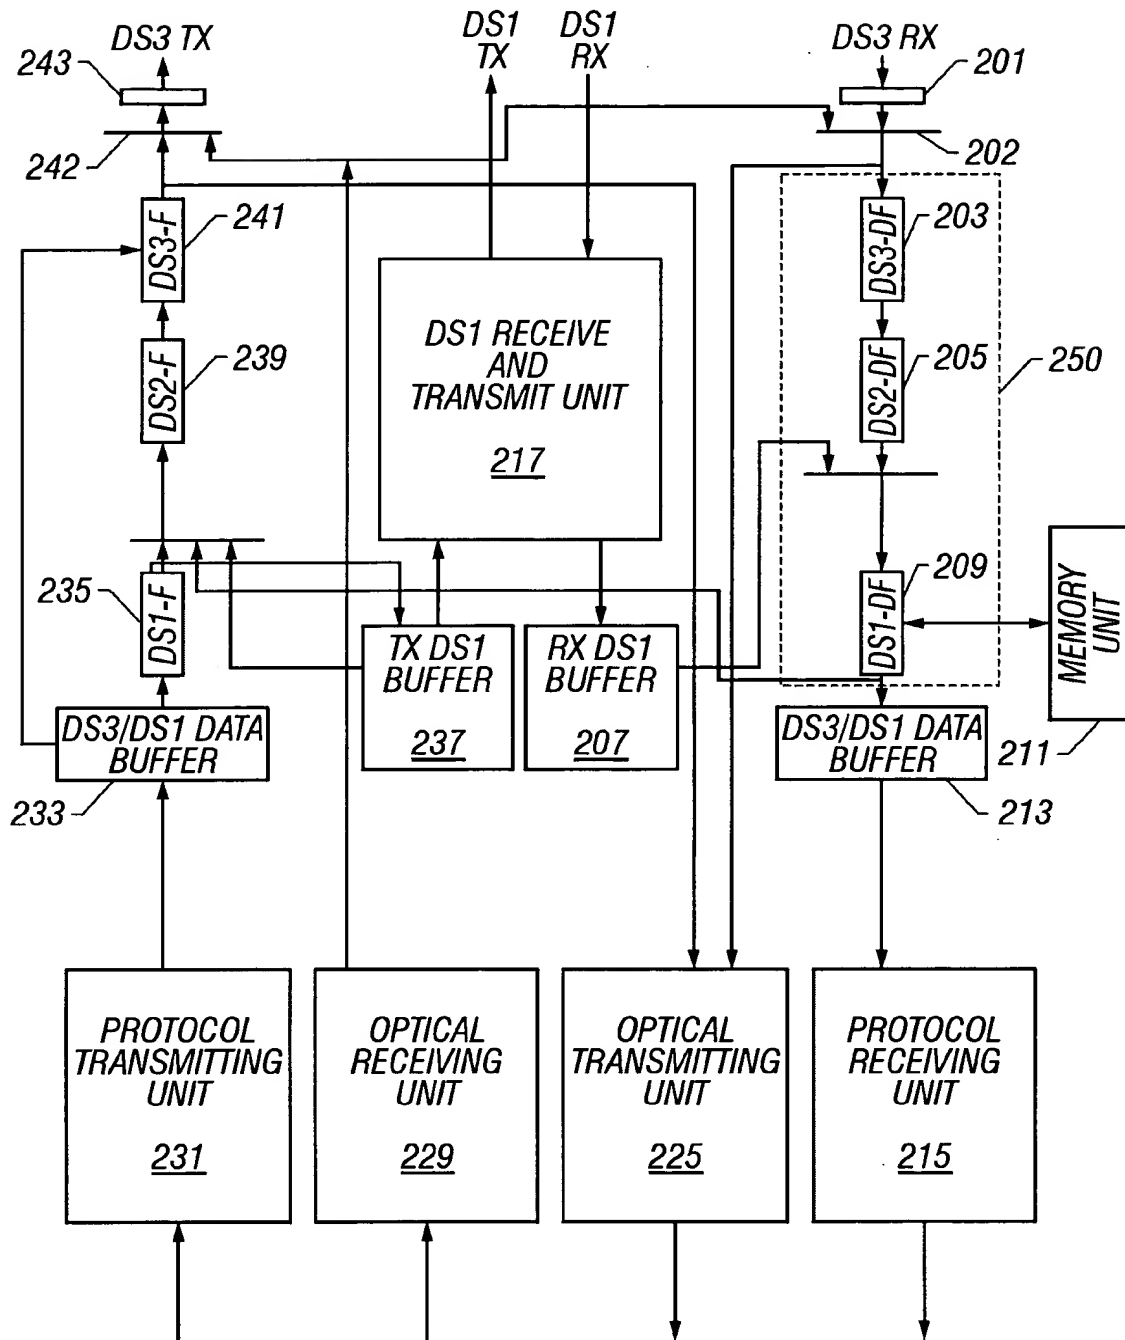 DS3 TX
DS1
TX
DS1
RX
DS3 RX
243
201
242
202
DS3-F
241
DS3-DF
203
DS2-F
239
DS2-DF
205
250
DS1 RECEIVE
AND
TRANSMIT UNIT
217
235
DS1-F
DS1-DF
209
MEMORY
UNIT
211
TX DS1
BUFFER
237
RX DS1
BUFFER
207
DS3/DS1 DATA
BUFFER
233
DS3/DS1 DATA
BUFFER
213
PROTOCOL
TRANSMITTING
UNIT
231
OPTICAL
RECEIVING
UNIT
229
OPTICAL
TRANSMITTING
UNIT
225
PROTOCOL
RECEIVING
UNIT
215